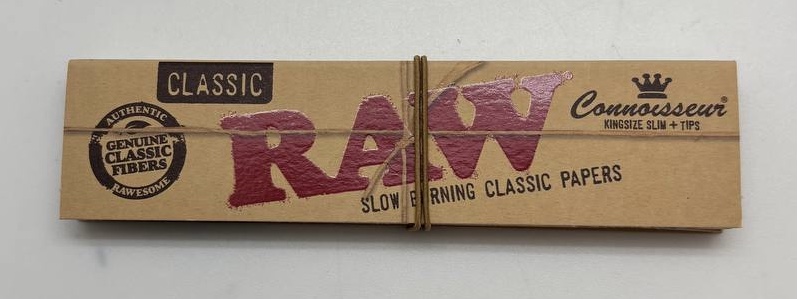 CLASSIC
AUTHENTIC
GENUINE
CLASSIC
FIBERS
RAWESOME
RAW
SLOW BURNING CLASSIC PAPERS
Connoisseur®
KINGSIZE SLIM + TIPS